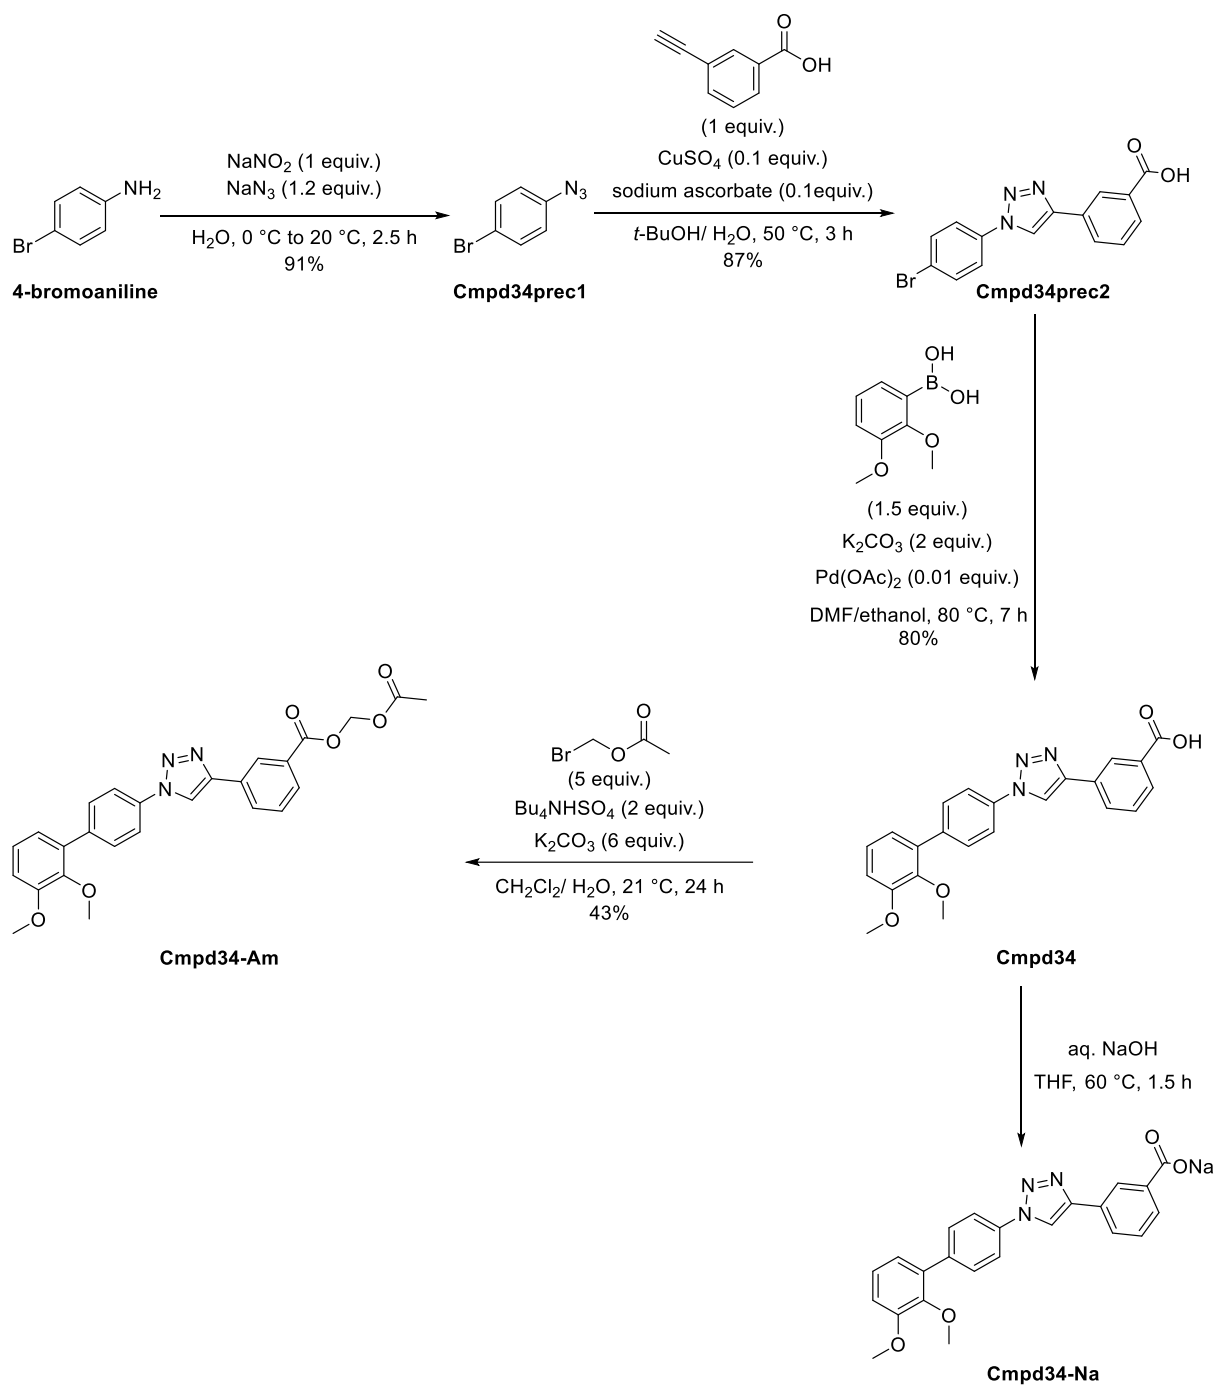 NH₂
Br
4-bromoaniline
NaNO₂ (1 equiv.)
NaN₃ (1.2 equiv.)
H₂O, 0 °C to 20 °C, 2.5 h
91%
N₃
Br
Cmpd34prec1
O
OH
(1 equiv.)
CuSO₄ (0.1 equiv.)
sodium ascorbate (0.1equiv.)
t-BuOH/ H₂O, 50 °C, 3 h
87%
O
OH
N=N
N
Br
Cmpd34prec2
OH
B
OH
O
O
(1.5 equiv.)
K₂CO₃ (2 equiv.)
Pd(OAc)₂ (0.01 equiv.)
DMF/ethanol, 80 °C, 7 h
80%
O
OH
N=N
N
O
O
Cmpd34
O
Br
O
(5 equiv.)
Bu₄NHSO₄ (2 equiv.)
K₂CO₃ (6 equiv.)
CH₂Cl₂/ H₂O, 21 °C, 24 h
43%
O
O
O
O
N=N
N
O
O
Cmpd34-Am
aq. NaOH
THF, 60 °C, 1.5 h
O
ONa
N=N
N
O
O
Cmpd34-Na